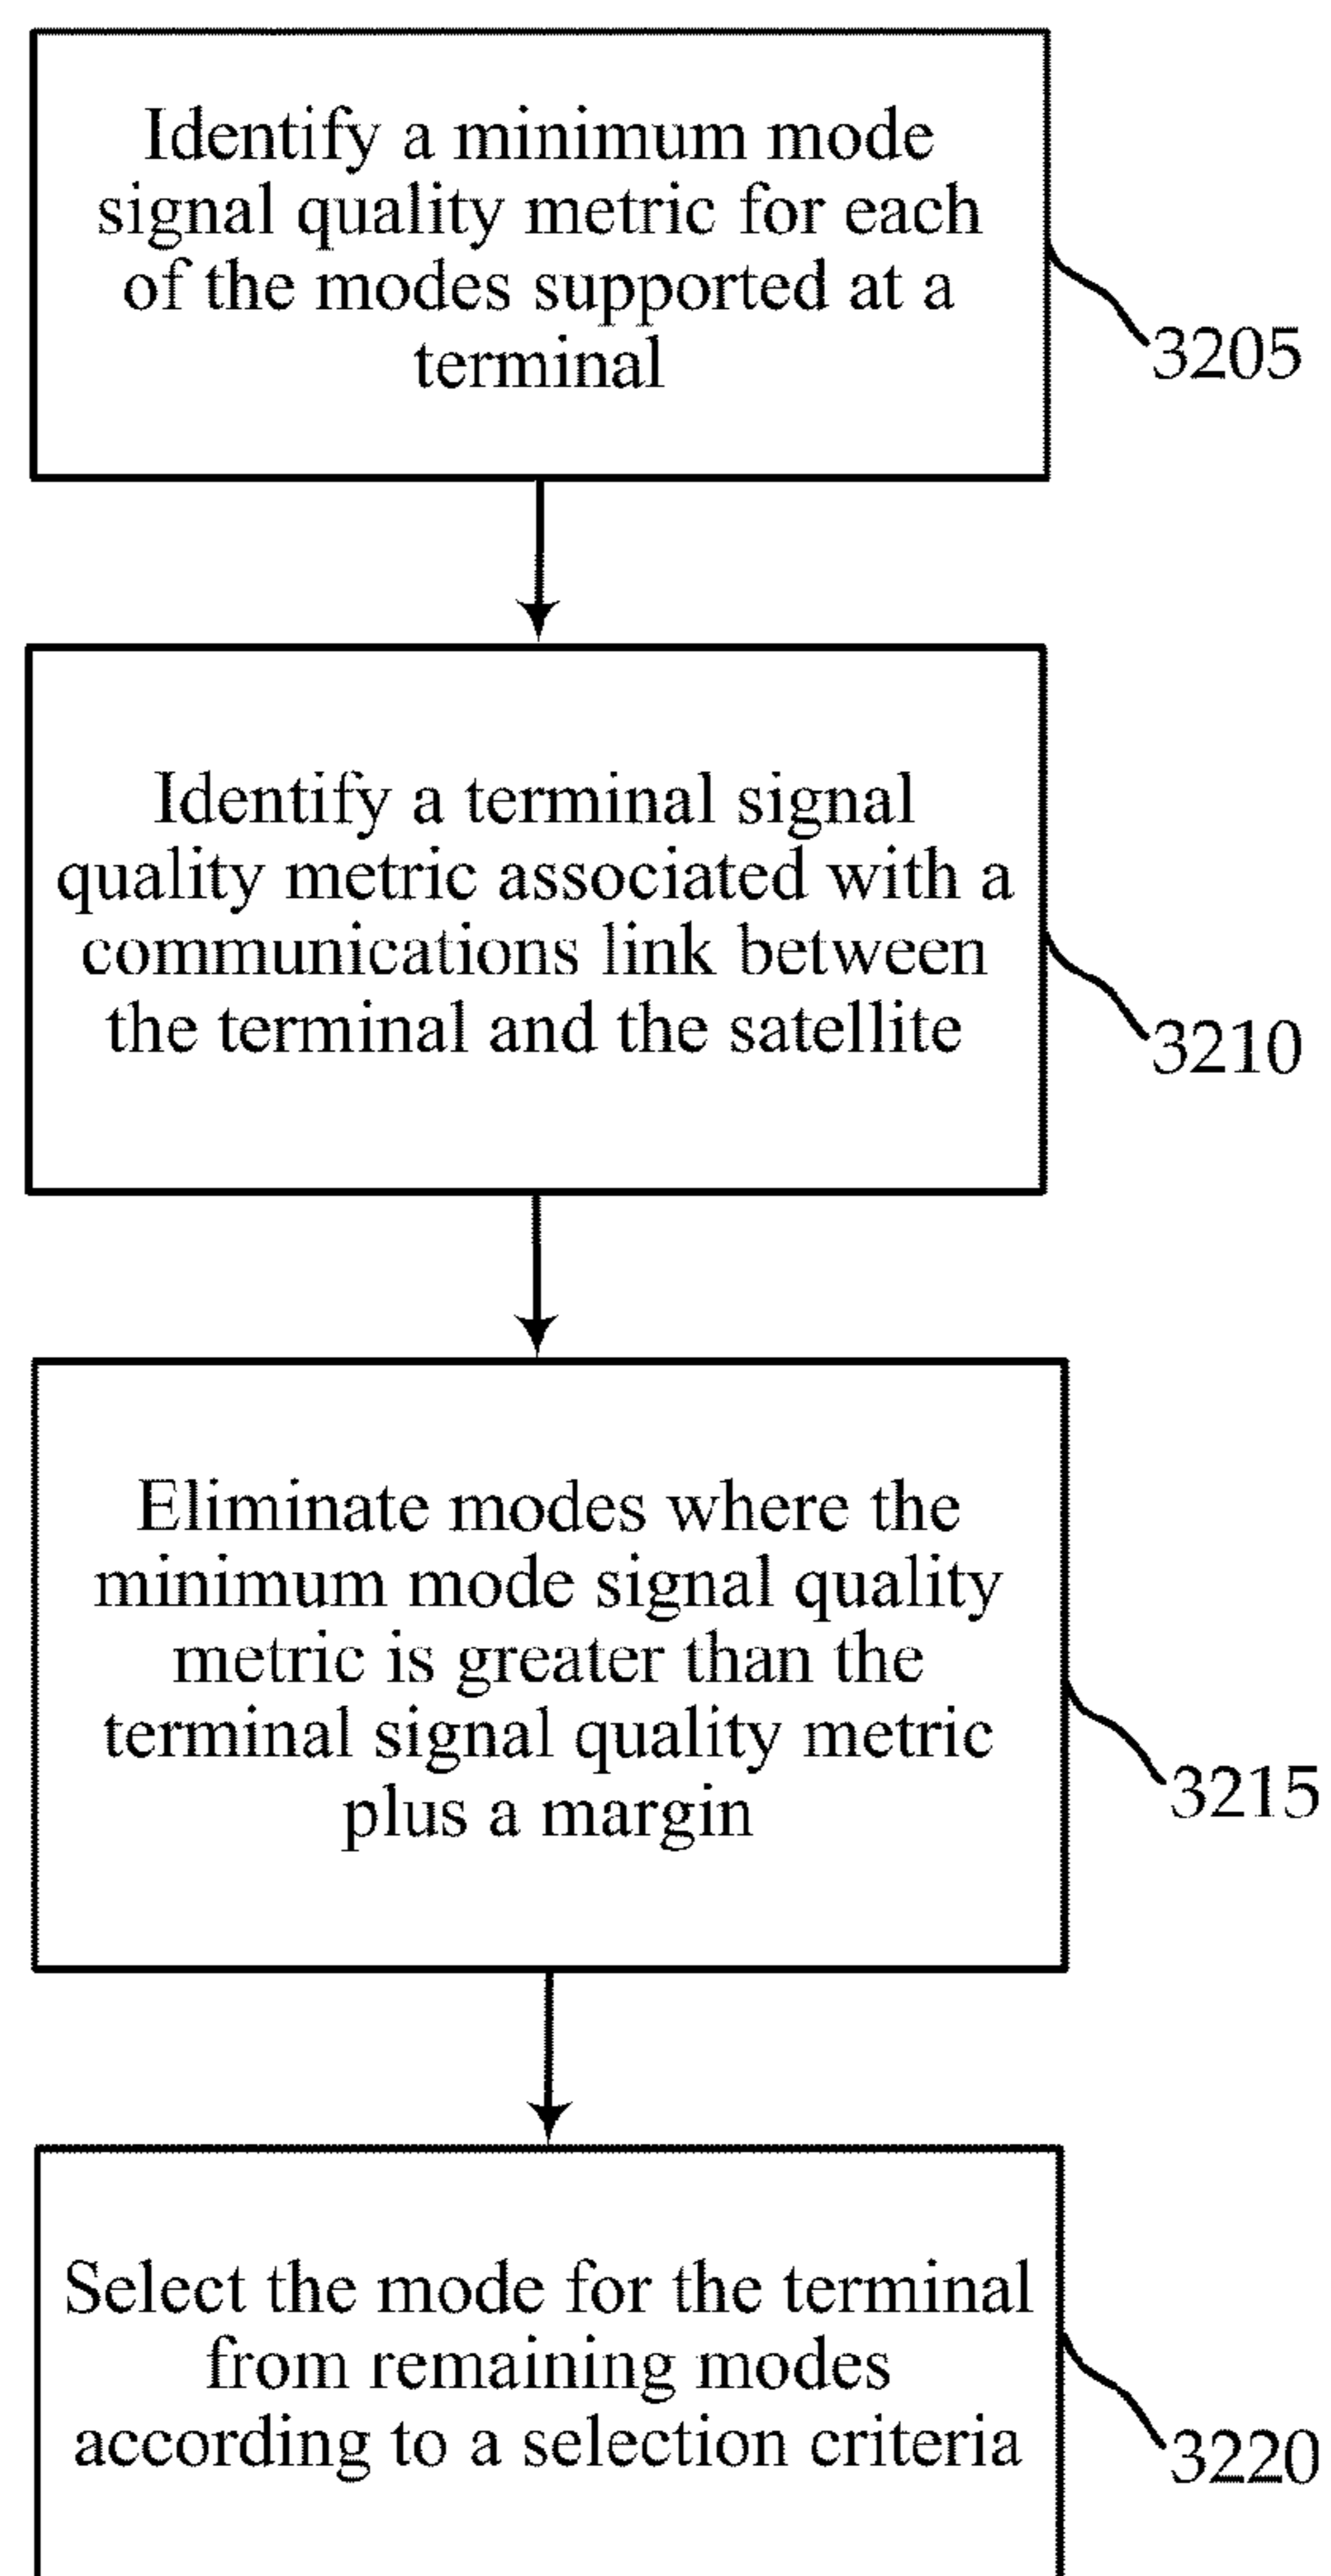 Identify a minimum mode
signal quality metric for each
of the modes supported at a
terminal
3205
Identify a terminal signal
quality metric associated with a
communications link between
the terminal and the satellite
3210
Eliminate modes where the
minimum mode signal quality
metric is greater than the
terminal signal quality metric
plus a margin
3215
Select the mode for the terminal
from remaining modes
according to a selection criteria
3220